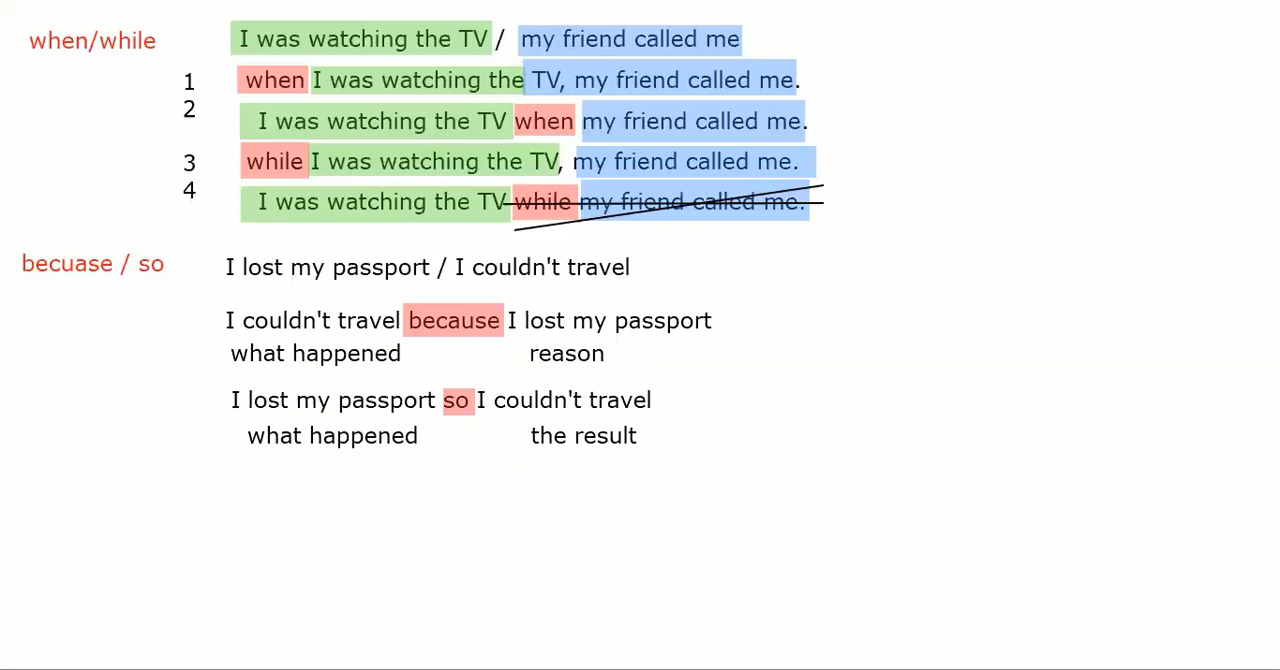 when/while
I was watching the TV / my friend called me
1 when I was watching the TV, my friend called me.
2 I was watching the TV when my friend called me.
3 while I was watching the TV, my friend called me.
4 I was watching the TV while my friend called me.
becuase / so
I lost my passport / I couldn't travel
I couldn't travel because I lost my passport
what happened reason
I lost my passport so I couldn't travel
what happened the result